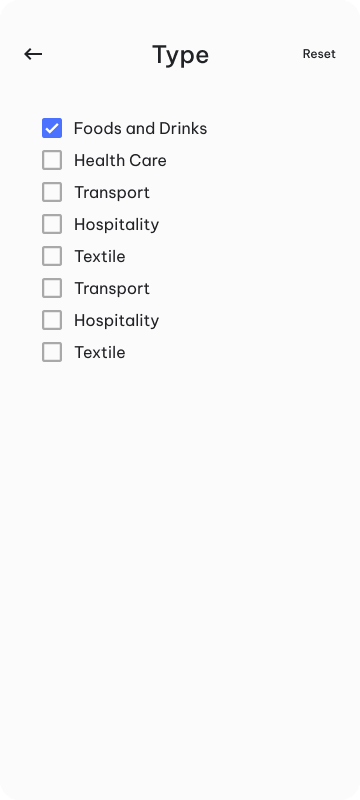 Type Reset
Foods and Drinks
Health Care
Transport
Hospitality
Textile
Transport
Hospitality
Textile